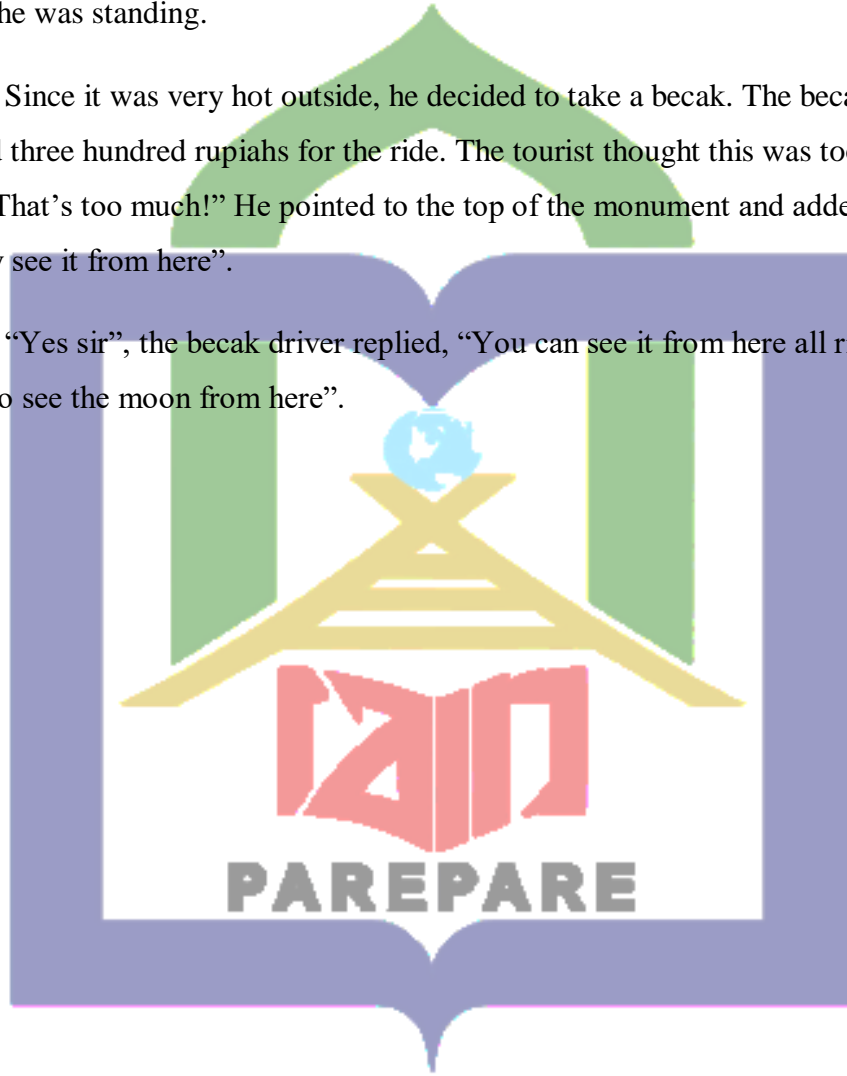 he was standing.
Since it was very hot outside, he decided to take a becak. The beca
three hundred rupiahs for the ride. The tourist thought this was too
That’s too much!” He pointed to the top of the monument and adde
see it from here”.
“Yes sir”, the becak driver replied, “You can see it from here all r
o see the moon from here”.
iain
PAREPARE